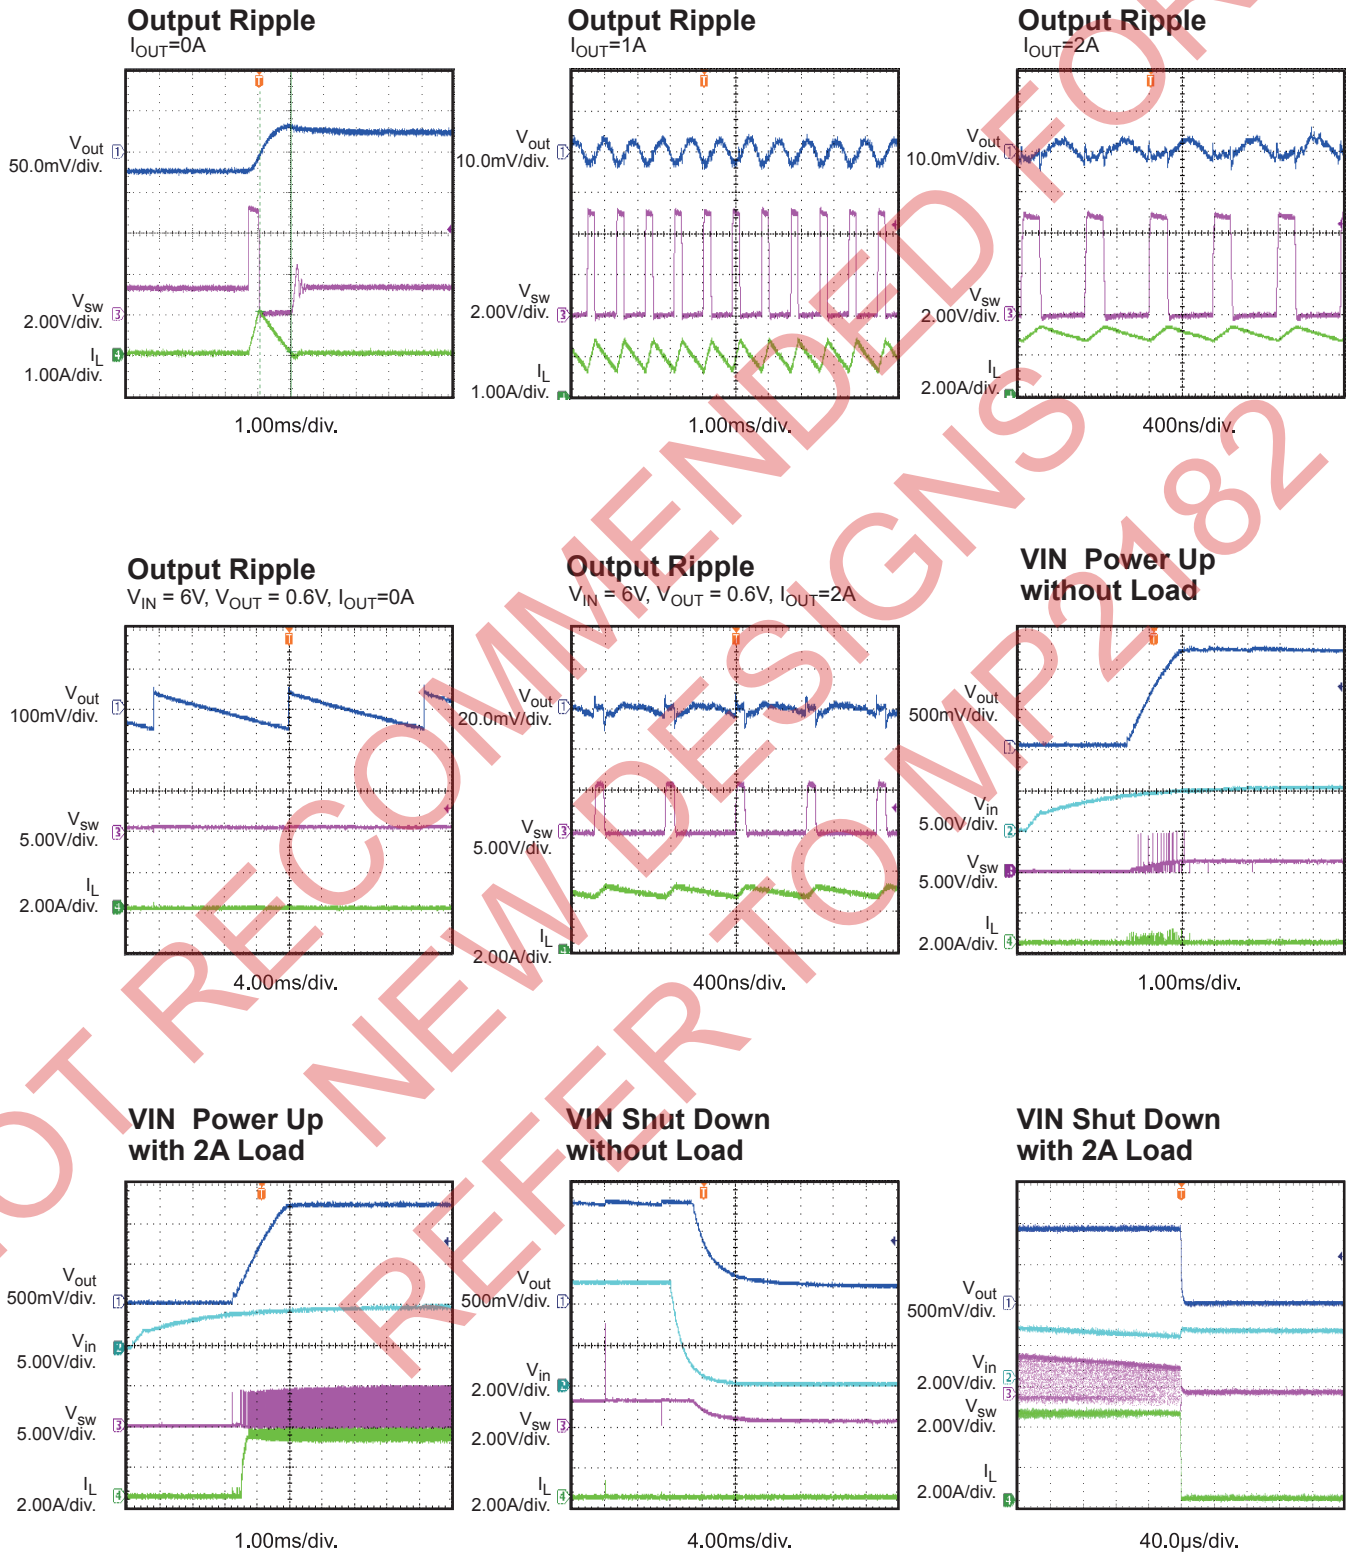 Output Ripple
IOUT=0A
Vout
50.0mV/div.
VSW
2.00V/div.
IL
1.00A/div.
1.00ms/div.
Output Ripple
IOUT=1A
Vout
10.0mV/div.
VSW
2.00V/div.
IL
1.00A/div.
1.00ms/div.
Output Ripple
IOUT=2A
Vout
10.0mV/div.
VSW
2.00V/div.
IL
2.00A/div.
400ns/div.
Output Ripple
VIN = 6V, VOUT = 0.6V, IOUT=0A
Vout
100mV/div.
VSW
5.00V/div.
IL
2.00A/div.
4.00ms/div.
Output Ripple
VIN = 6V, VOUT = 0.6V, IOUT=2A
Vout
20.0mV/div.
VSW
5.00V/div.
IL
2.00A/div.
400ns/div.
VIN Power Up
without Load
Vout
500mV/div.
Vin
5.00V/div.
VSW
5.00V/div.
IL
2.00A/div.
1.00ms/div.
VIN Power Up
with 2A Load
Vout
500mV/div.
Vin
5.00V/div.
VSW
5.00V/div.
IL
2.00A/div.
1.00ms/div.
VIN Shut Down
without Load
Vout
500mV/div.
Vin
2.00V/div.
VSW
2.00V/div.
IL
2.00A/div.
4.00ms/div.
VIN Shut Down
with 2A Load
Vout
500mV/div.
Vin
2.00V/div.
VSW
2.00V/div.
IL
2.00A/div.
40.0µs/div.
NOT RECOMMENDED FOR
NEW DESIGNS
REFER TO MP2182